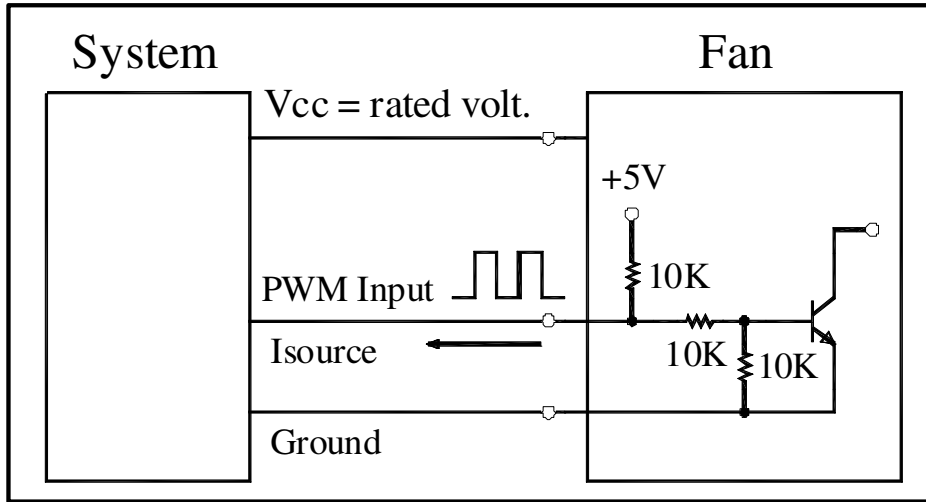 System
Fan
Vcc = rated volt.
+5V
10K
PWM Input
10K
10K
Isource
Ground